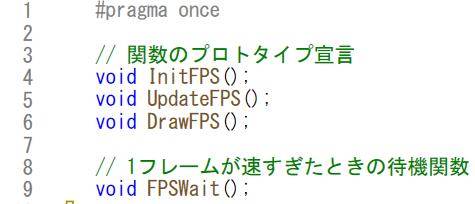 1 #pragma once
2
3 // 関数のプロトタイプ宣言
4 void InitFPS();
5 void UpdateFPS();
6 void DrawFPS();
7
8 // 1フレームが速すぎたときの待機関数
9 void FPSWait();